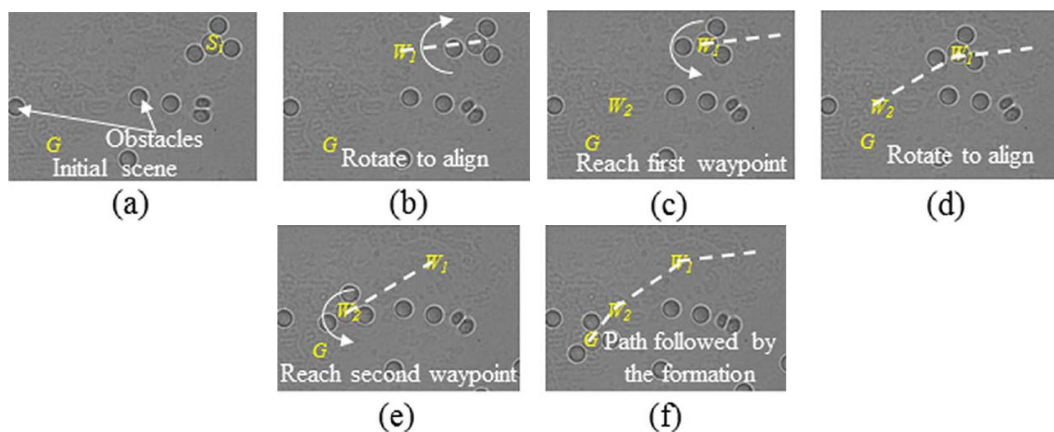 S1
Obstacles
G
Initial scene
(a)
W1
G
Rotate to align
(b)
W1
W2
G
Reach first waypoint
(c)
W1
W2
G
Rotate to align
(d)
W1
W2
G
Reach second waypoint
(e)
W1
W2
G Path followed by
the formation
(f)